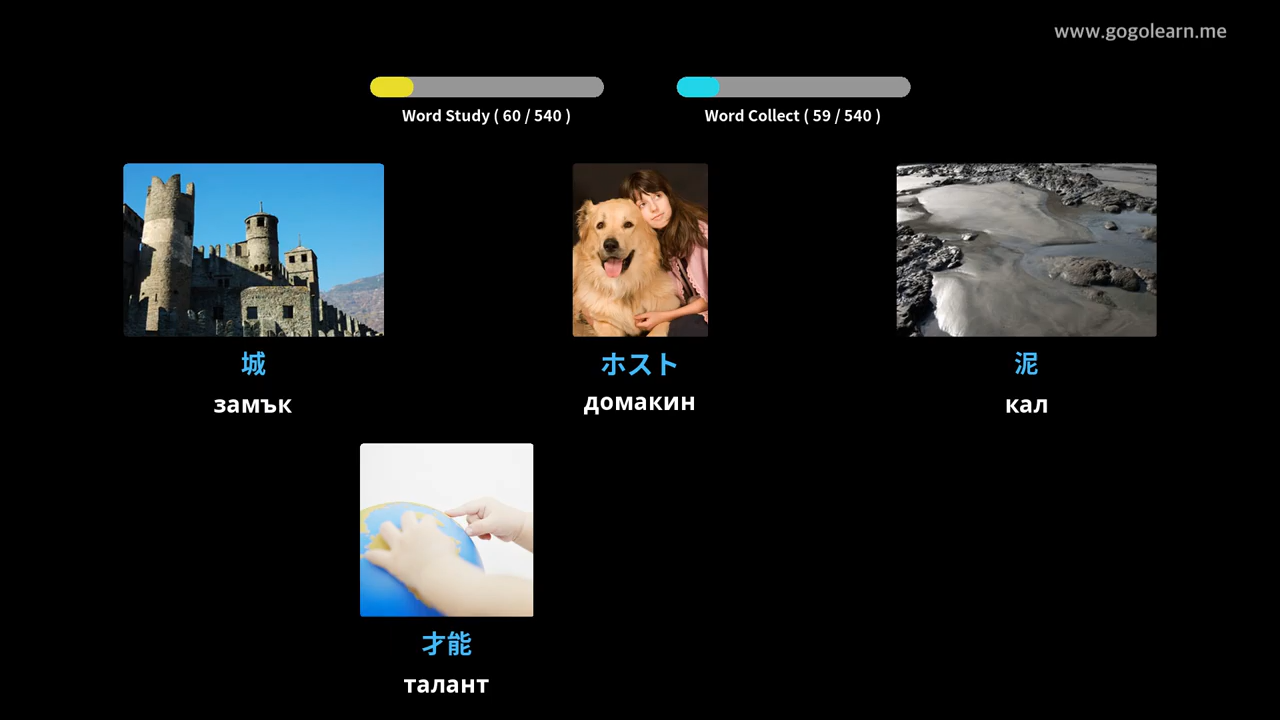 www.gogolearn.me
Word Study ( 60 / 540 )
Word Collect ( 59 / 540 )
城
замък
ホスト
домакин
泥
кал
才能
талант